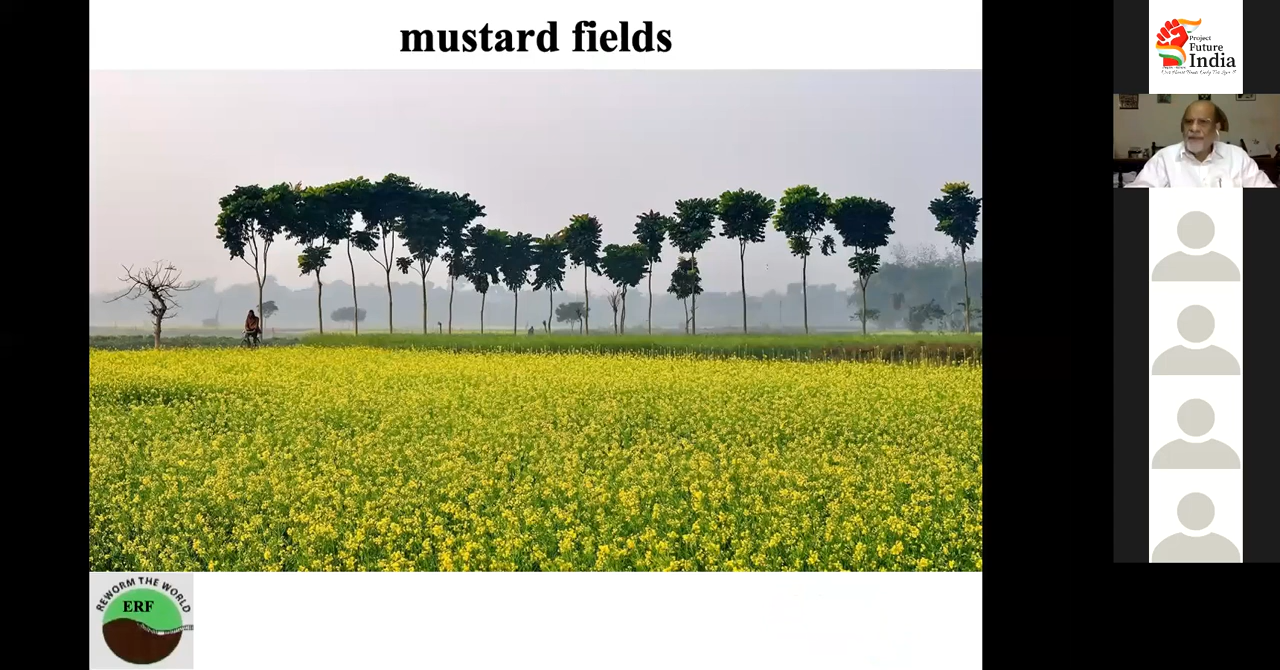 mustard fields
Project
Future
India
REWORM THE WORLD
ERF